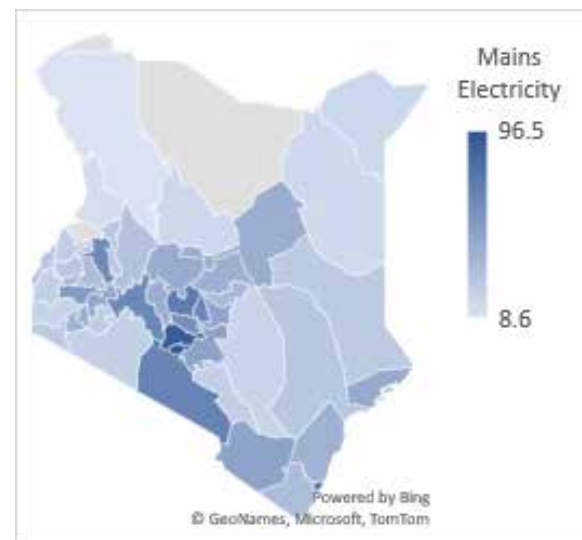 Mains
Electricity
96.5
8.6
Powered by Bing
© GeoNames, Microsoft, TomTom